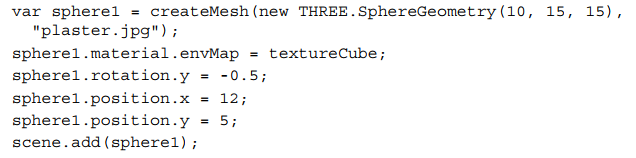 var sphere1 = createMesh(new THREE.SphereGeometry(10, 15, 15),
"plaster.jpg");
sphere1.material.envMap = textureCube;
sphere1.rotation.y = -0.5;
sphere1.position.x = 12;
sphere1.position.y = 5;
scene.add(sphere1);